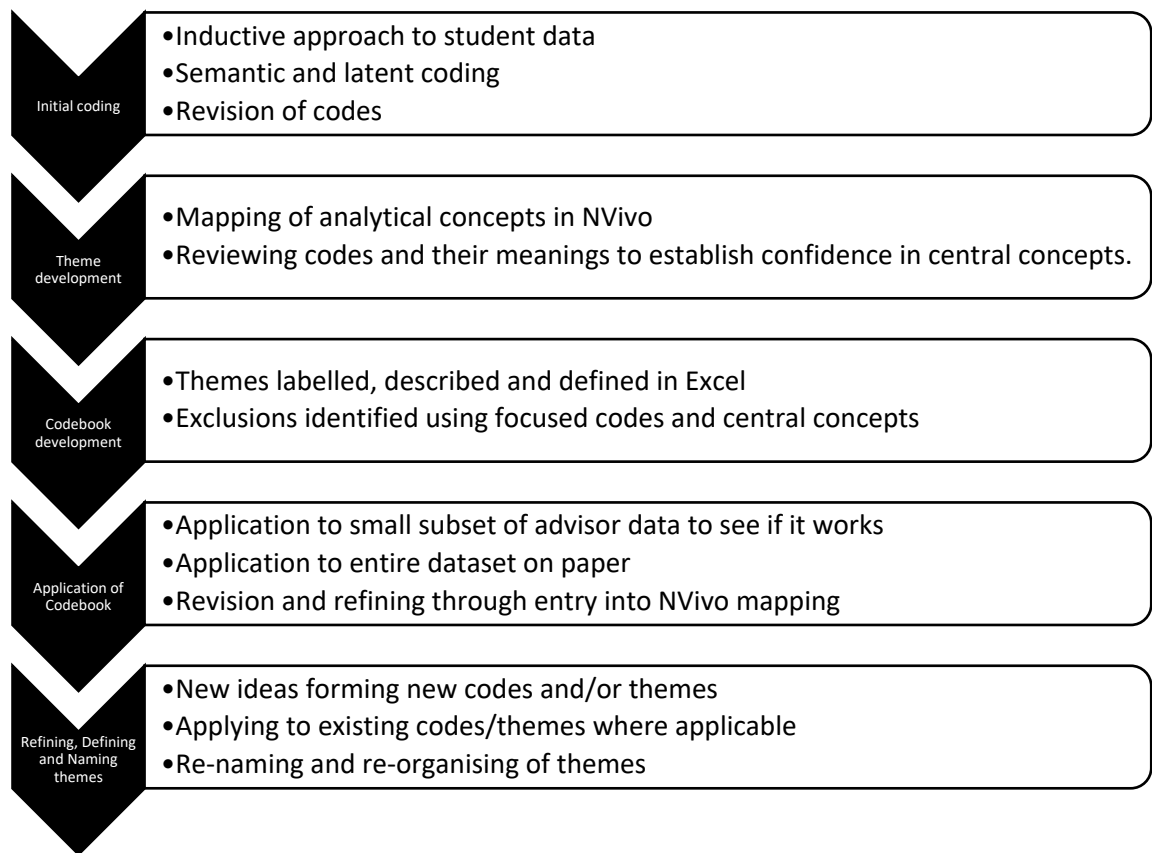 Initial coding
•Inductive approach to student data
•Semantic and latent coding
•Revision of codes
Theme
development
•Mapping of analytical concepts in NVivo
•Reviewing codes and their meanings to establish confidence in central concepts.
Codebook
development
•Themes labelled, described and defined in Excel
•Exclusions identified using focused codes and central concepts
Application of
Codebook
•Application to small subset of advisor data to see if it works
•Application to entire dataset on paper
•Revision and refining through entry into NVivo mapping
Refining, Defining
and Naming
themes
•New ideas forming new codes and/or themes
•Applying to existing codes/themes where applicable
•Re-naming and re-organising of themes